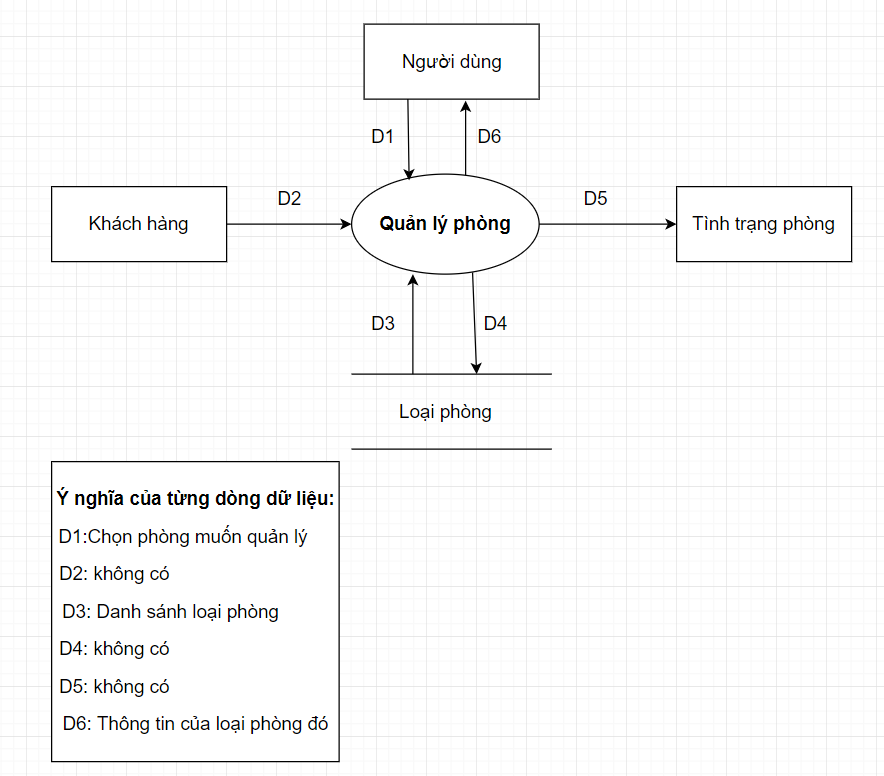 Người dùng
D1
D6
Khách hàng
D2
Quản lý phòng
D5
Tình trạng phòng
D3
D4
Loại phòng
Ý nghĩa của từng dòng dữ liệu:
D1:Chọn phòng muốn quản lý
D2: không có
D3: Danh sánh loại phòng
D4: không có
D5: không có
D6: Thông tin của loại phòng đó